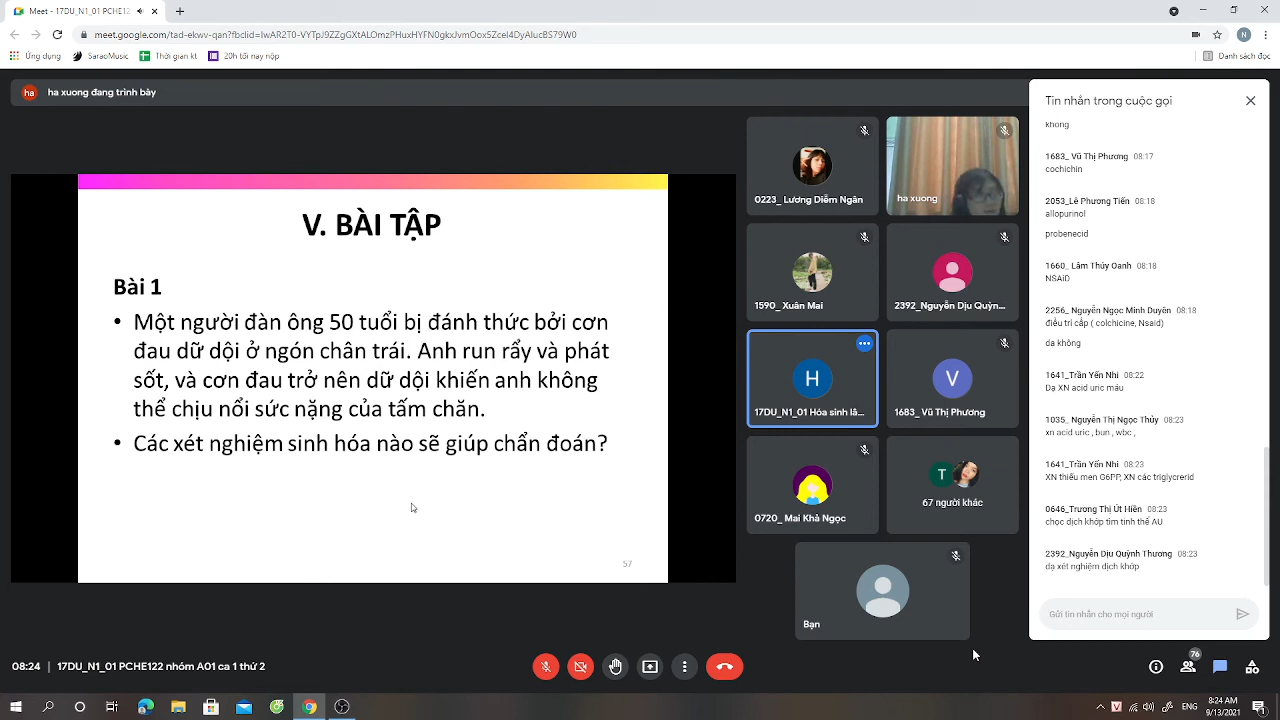 Meet - 17DU_N1_01 PCHE12
meet.google.com/tad-ekwv-qan?fbclid=IwAR2T0-VYTpJ9ZZgGXtALOmzPHuxHYFN0gkxJvmOoxSZceI4DyAlucBS79W0
N
Ứng dụng
SaraoMusic
Thời gian kt
20h tối tay nộp
Danh sách đọc
ha
ha xuong đang trình bày
V. BÀI TẬP
Bài 1
• Một người đàn ông 50 tuổi bị đánh thức bởi cơn
đau dữ dội ở ngón chân trái. Anh run rẩy và phát
sốt, và cơn đau trở nên dữ dội khiến anh không
thể chịu nổi sức nặng của tấm chăn.
• Các xét nghiệm sinh hóa nào sẽ giúp chẩn đoán?
57
0223_ Lương Diễm Ngân
ha xuong
1590_ Xuân Mai
2392_Nguyễn Dịu Quỳn...
H
17DU_N1_01 Hóa sinh lâ...
V
1683_Vũ Thị Phương
0720_ Mai Khả Ngọc
T
67 người khác
Bạn
Tin nhắn trong cuộc gọi
khong
1683_ Vũ Thị Phương 08:17
cochichin
2053_Lê Phương Tiến 08:18
allopurinol
probenecid
1660_ Lâm Thúy Oanh 08:18
NSAiD
2256_ Nguyễn Ngọc Minh Duyên 08:18
điều trị cấp ( colchicine, Nsaid)
da không
1641_Trần Yến Nhi 08:22
Dạ XN acid uric máu
1035_ Nguyễn Thị Ngọc Thủy 08:23
xn acid uric , bun , wbc ,
1641_Trần Yến Nhi 08:23
XN thiếu men G6PP, XN các triglycrerid
0646_Trương Thị Út Hiền 08:23
chọc dịch khớp tìm tinh thể AU
2392_Nguyễn Dịu Quỳnh Thương 08:23
dạ xét nghiệm dịch khớp
Gửi tin nhắn cho mọi người
08:24 | 17DU_N1_01 PCHE122 nhóm A01 ca 1 thứ 2
76
8:24 AM
9/13/2021